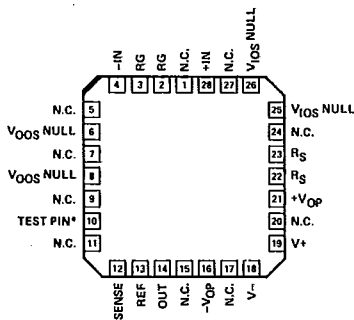 -IN RG RG N.C. +IN N.C. VIOS NULL
4 3 2 1 28 27 26
N.C. 5
VOOS NULL 6
N.C. 7
VOOS NULL 8
N.C. 9
TEST PIN* 10
N.C. 11
25 VIOS NULL
24 N.C.
23 RS
22 RS
21 +VOP
20 N.C.
19 V+
12 13 14 15 16 17 18
SENSE REF OUT N.C. -VOP N.C. V-